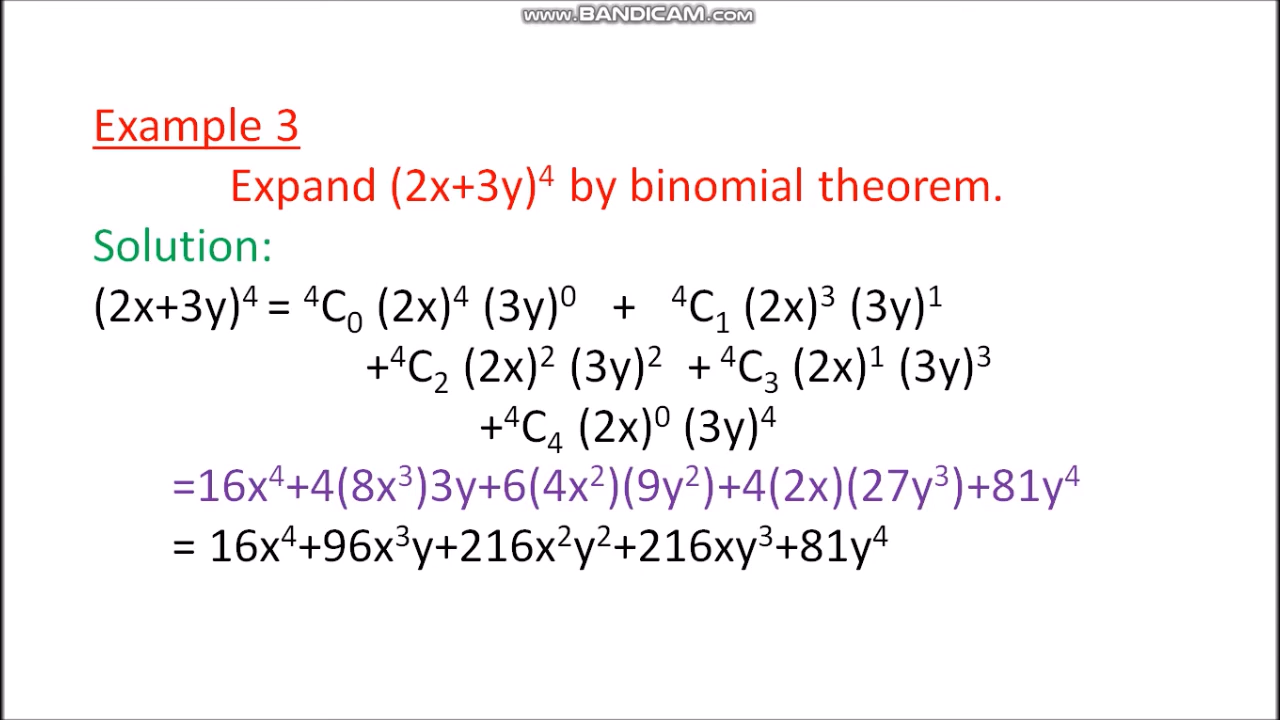 www.BANDICAM.com
Example 3
Expand (2x+3y)⁴ by binomial theorem.
Solution:
(2x+3y)⁴ = ⁴C₀ (2x)⁴ (3y)⁰ + ⁴C₁ (2x)³ (3y)¹
+⁴C₂ (2x)² (3y)² + ⁴C₃ (2x)¹ (3y)³
+⁴C₄ (2x)⁰ (3y)⁴
=16x⁴+4(8x³)3y+6(4x²)(9y²)+4(2x)(27y³)+81y⁴
= 16x⁴+96x³y+216x²y²+216xy³+81y⁴